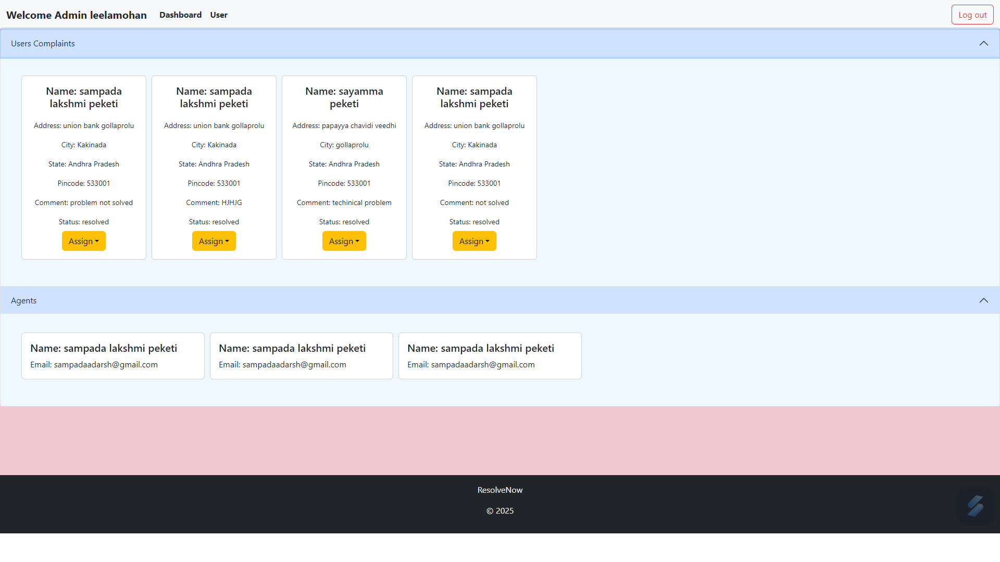 Welcome Admin leelamohan Dashboard User Log out
Users Complaints
Name: sampada
lakshmi peketi
Address: union bank gollaprolu
City: Kakinada
State: Andhra Pradesh
Pincode: 533001
Comment: problem not solved
Status: resolved
Assign
Name: sampada
lakshmi peketi
Address: union bank gollaprolu
City: Kakinada
State: Andhra Pradesh
Pincode: 533001
Comment: HJHJG
Status: resolved
Assign
Name: sayamma
peketi
Address: papayya chavidi veedhi
City: gollaprolu
State: Andhra Pradesh
Pincode: 533001
Comment: techinical problem
Status: resolved
Assign
Name: sampada
lakshmi peketi
Address: union bank gollaprolu
City: Kakinada
State: Andhra Pradesh
Pincode: 533001
Comment: not solved
Status: resolved
Assign
Agents
Name: sampada lakshmi peketi
Email: sampadaadarsh@gmail.com
Name: sampada lakshmi peketi
Email: sampadaadarsh@gmail.com
Name: sampada lakshmi peketi
Email: sampadaadarsh@gmail.com
ResolveNow
© 2025